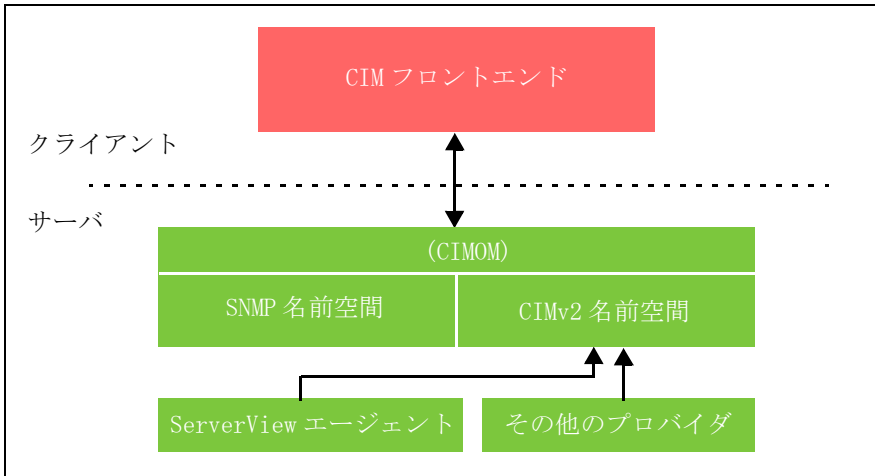 CIM フロントエンド
クライアント
サーバ
(CIMOM)
SNMP 名前空間
CIMv2 名前空間
ServerView エージェント
その他のプロバイダ